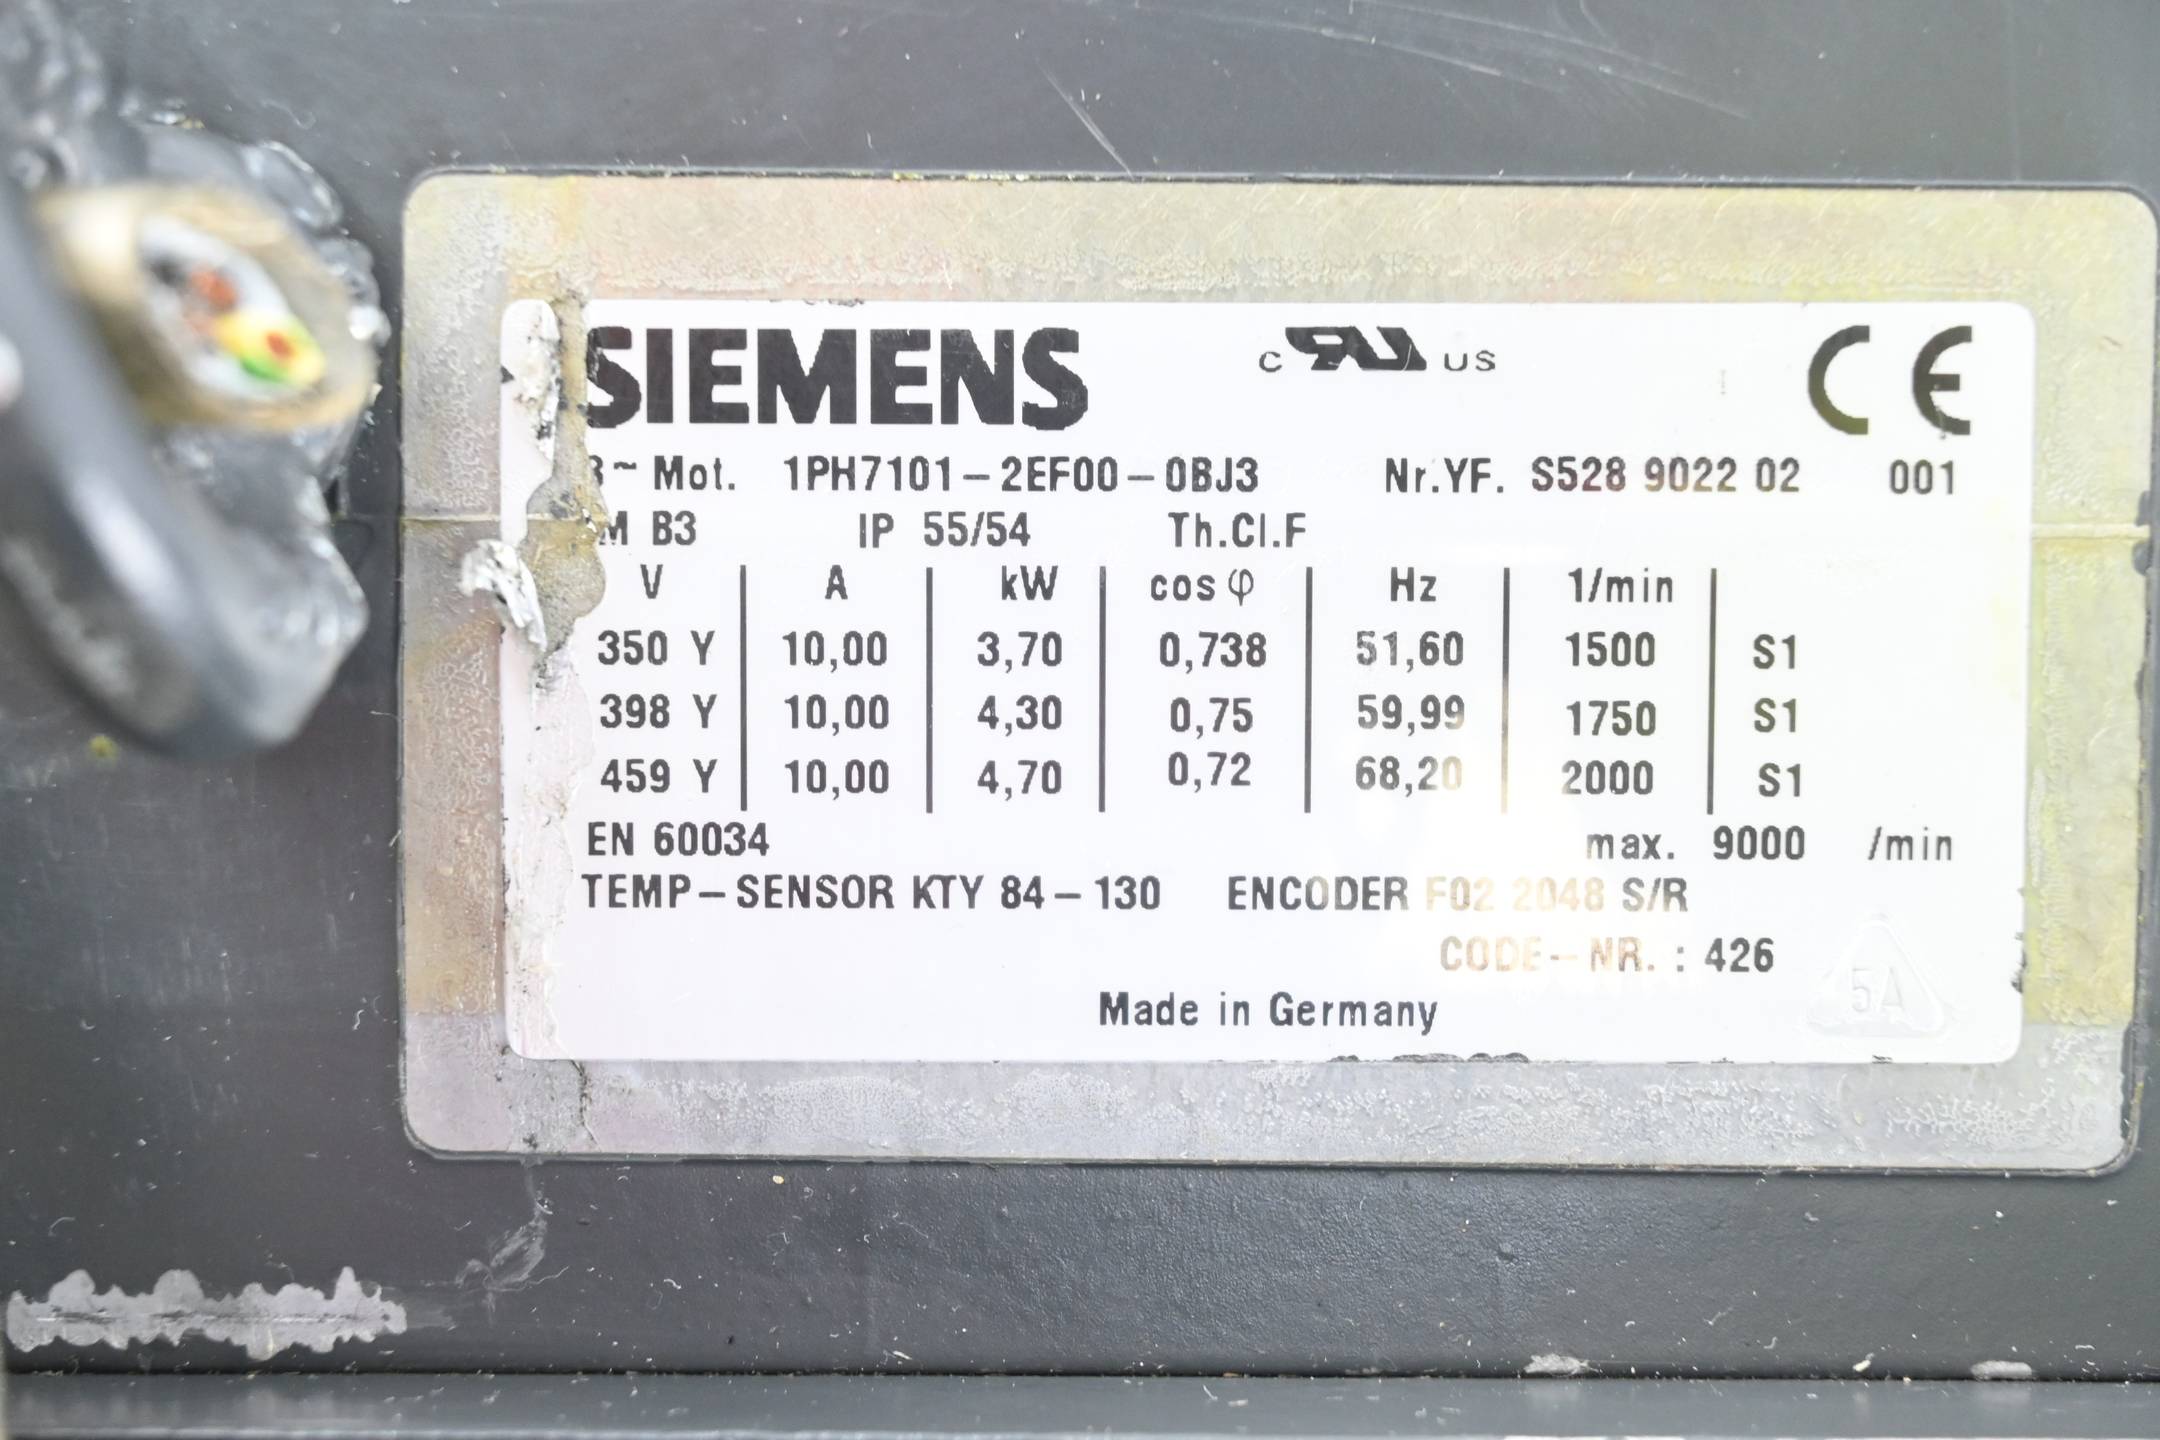 SIEMENS c RU US CE
3~ Mot. 1PH7101-2EF00-0BJ3 Nr.YF. S528 9022 02 001
M B3 IP 55/54 Th.Cl.F
V A kW cos φ Hz 1/min
350 Y 10,00 3,70 0,738 51,60 1500 S1
398 Y 10,00 4,30 0,75 59,99 1750 S1
459 Y 10,00 4,70 0,72 68,20 2000 S1
EN 60034 max. 9000 /min
TEMP-SENSOR KTY 84-130 ENCODER F02 2048 S/R
CODE-NR.: 426
5A
Made in Germany